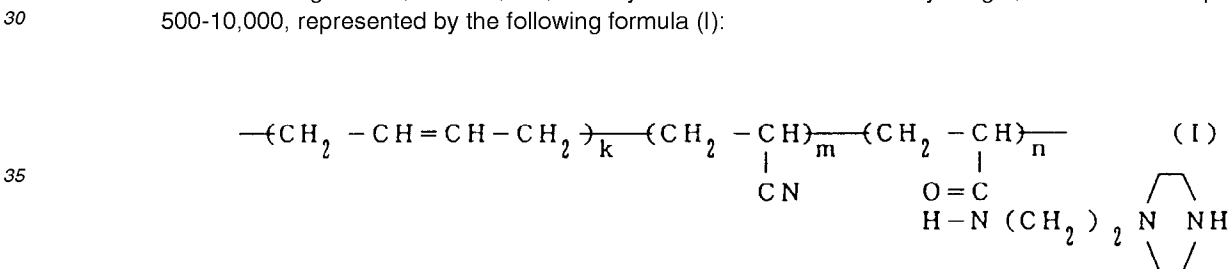 30 500-10,000, represented by the following formula (I):
—(CH2 –CH=CH–CH2)k—(CH2 –CH)m—(CH2 –CH)n— (I)
35 CN O=C
H–N (CH2)2 N NH